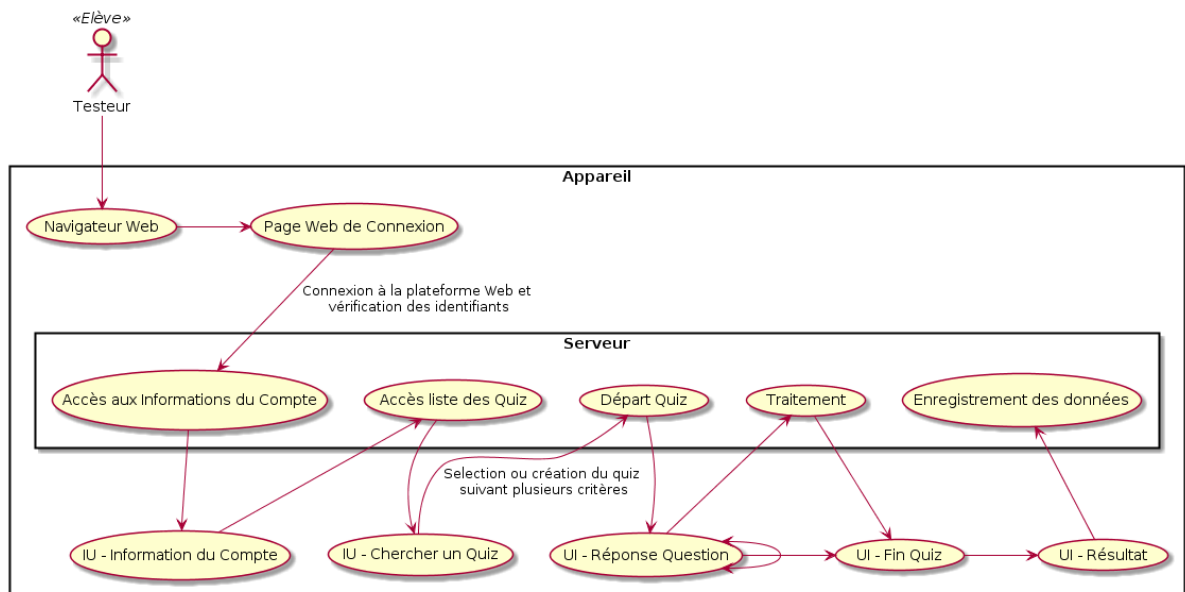 «Elève»
Testeur
Appareil
Navigateur Web
Page Web de Connexion
Connexion à la plateforme Web et
vérification des identifiants
Serveur
Accès aux Informations du Compte
Accès liste des Quiz
Départ Quiz
Traitement
Enregistrement des données
Selection ou création du quiz
suivant plusieurs critères
IU - Information du Compte
IU - Chercher un Quiz
UI - Réponse Question
UI - Fin Quiz
UI - Résultat